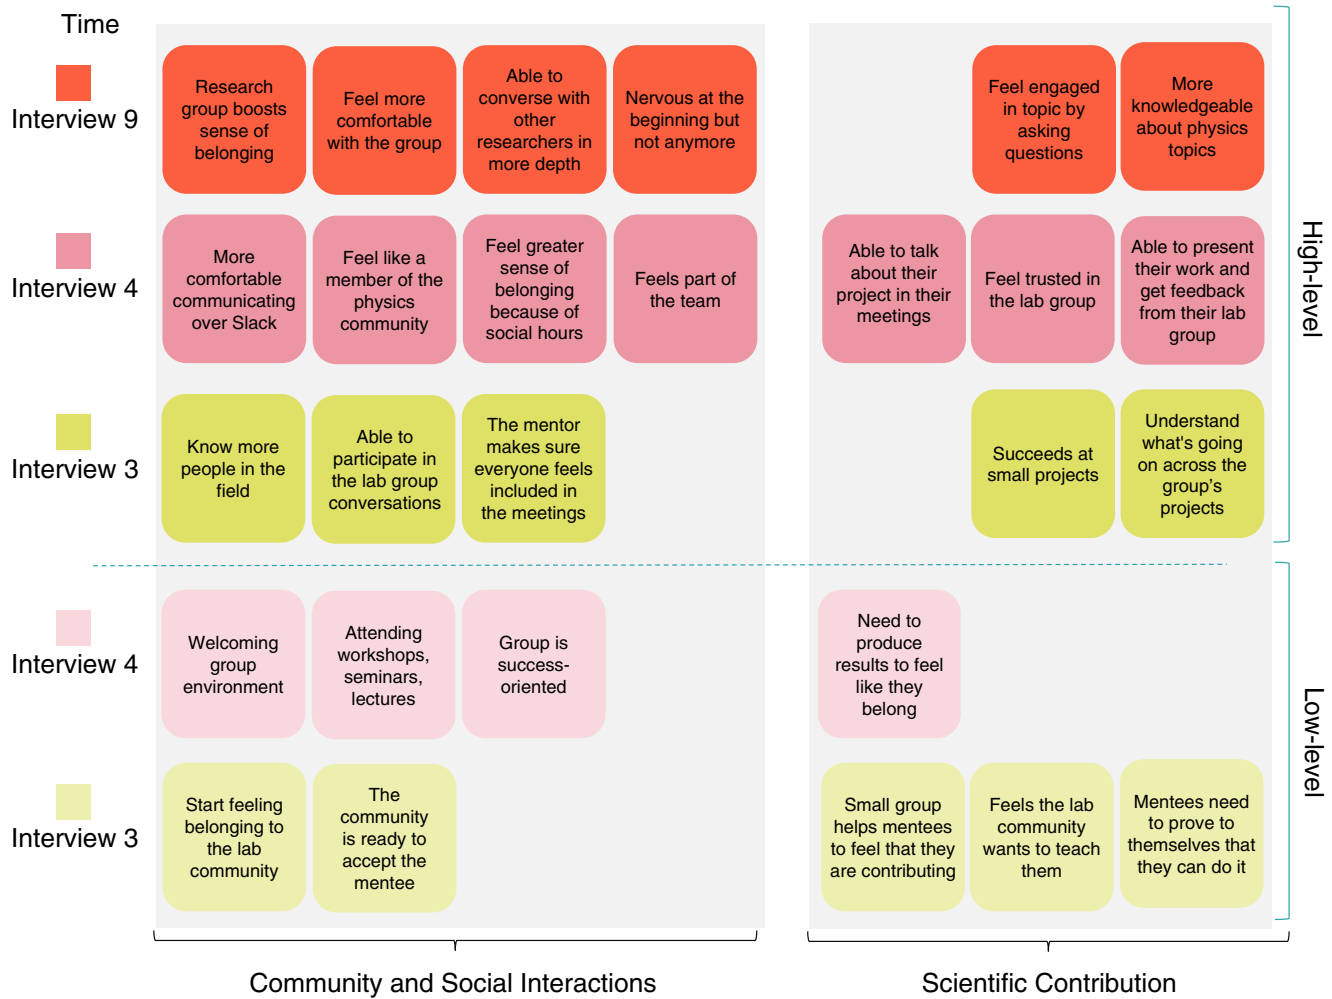 Time
Interview 9
Research
group boosts
sense of
belonging
Feel more
comfortable
with the group
Able to
converse with
other
researchers in
more depth
Nervous at the
beginning but
not anymore
Feel engaged
in topic by
asking
questions
More
knowledgeable
about physics
topics
Interview 4
More
comfortable
communicating
over Slack
Feel like a
member of the
physics
community
Feel greater
sense of
belonging
because of
social hours
Feels part of
the team
Able to talk
about their
project in their
meetings
Feel trusted in
the lab group
Able to present
their work and
get feedback
from their lab
group
Interview 3
Know more
people in the
field
Able to
participate in
the lab group
conversations
The mentor
makes sure
everyone feels
included in
the meetings
Succeeds at
small projects
Understand
what's going
on across the
group’s
projects
High-level
Interview 4
Welcoming
group
environment
Attending
workshops,
seminars,
lectures
Group is
success-
oriented
Need to
produce
results to feel
like they
belong
Interview 3
Start feeling
belonging to
the lab
community
The
community
is ready to
accept the
mentee
Small group
helps mentees
to feel that they
are contributing
Feels the lab
community
wants to teach
them
Mentees need
to prove to
themselves that
they can do it
Low-level
Community and Social Interactions
Scientific Contribution